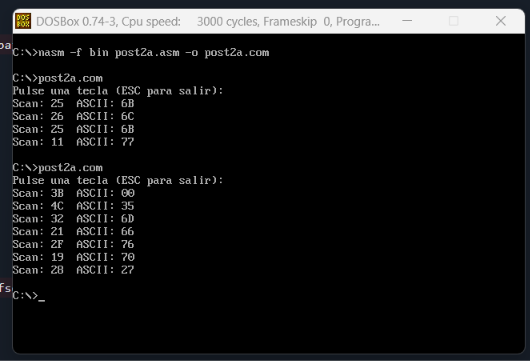 DOSBox 0.74-3, Cpu speed:    3000 cycles, Frameskip  0, Progra...
C:\>nasm -f bin post2a.asm -o post2a.com
C:\>post2a.com
Pulse una tecla (ESC para salir):
Scan: 25  ASCII: 6B
Scan: 26  ASCII: 6C
Scan: 25  ASCII: 6B
Scan: 11  ASCII: 77
C:\>post2a.com
Pulse una tecla (ESC para salir):
Scan: 3B  ASCII: 00
Scan: 4C  ASCII: 35
Scan: 32  ASCII: 6D
Scan: 21  ASCII: 66
Scan: 2F  ASCII: 76
Scan: 19  ASCII: 70
Scan: 28  ASCII: 27
C:\>_